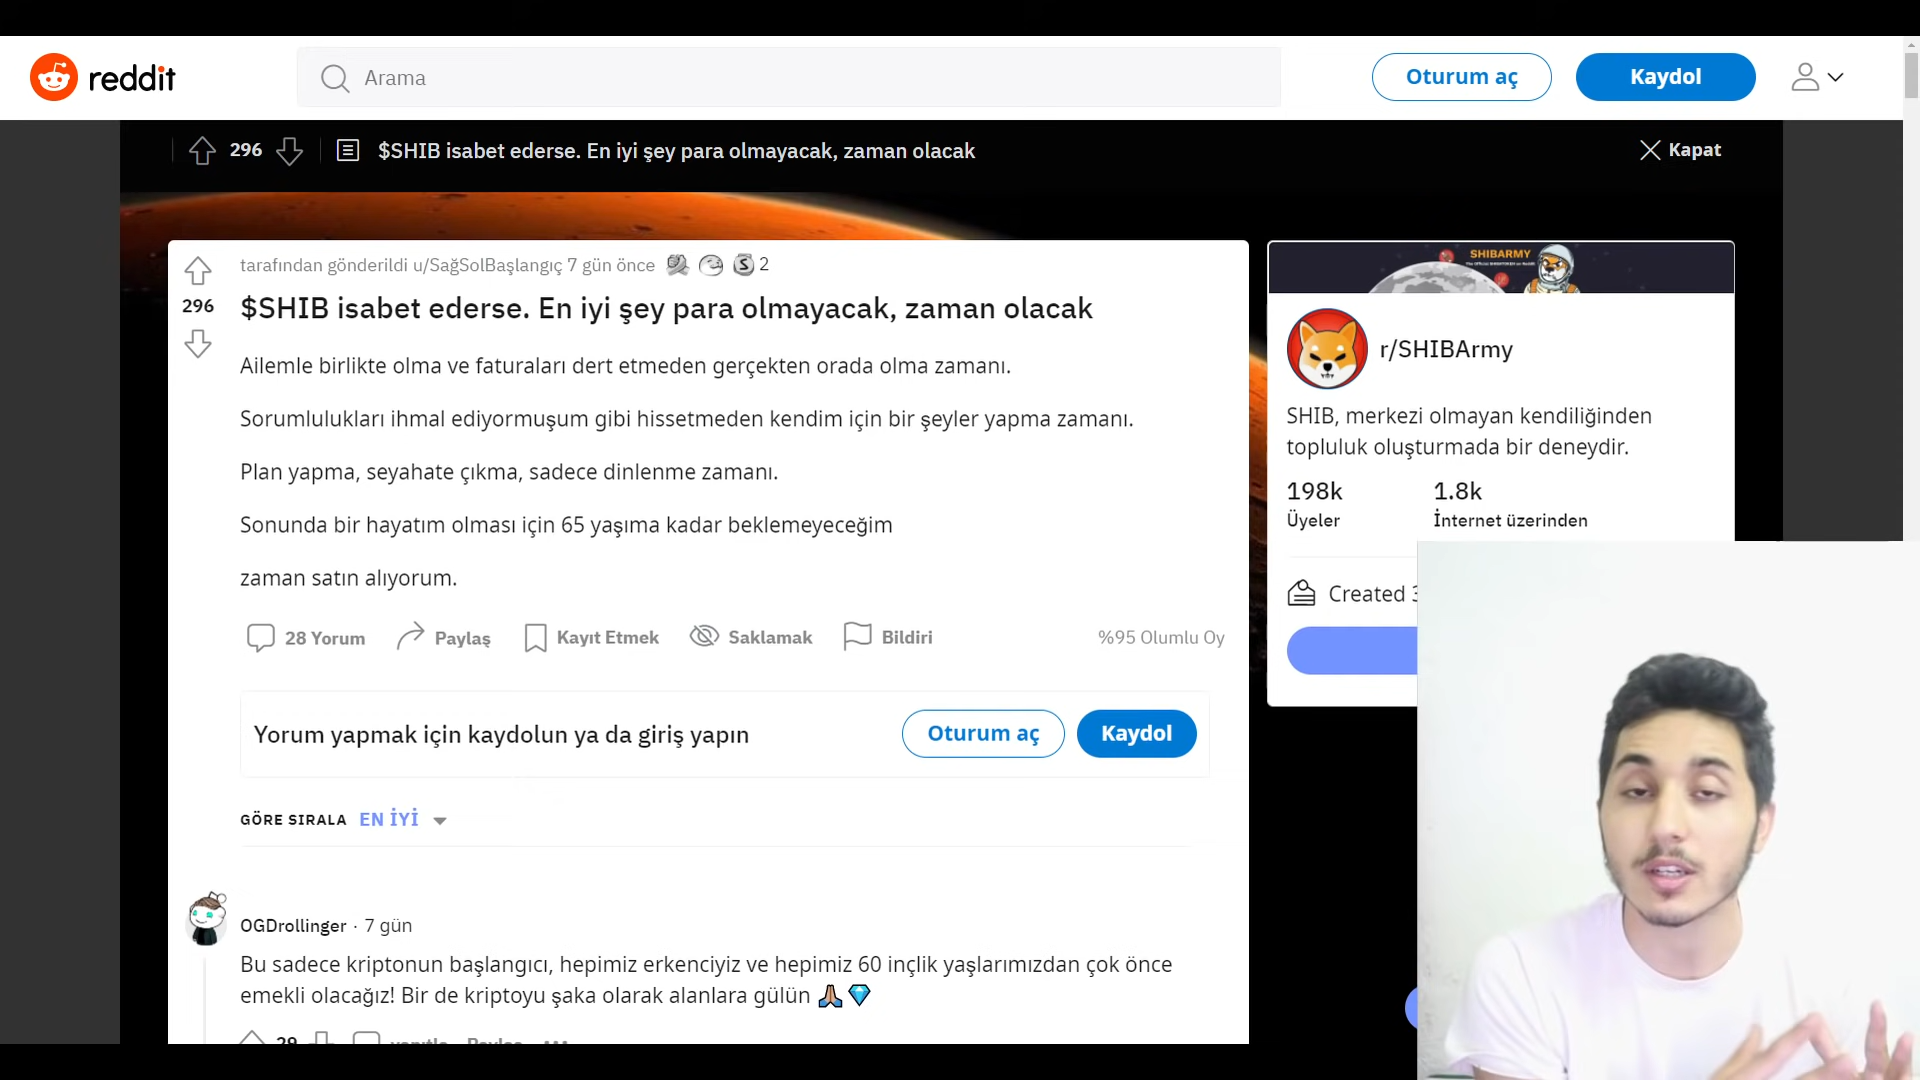 reddit
Arama
Oturum aç
Kaydol
296
$SHIB isabet ederse. En iyi şey para olmayacak, zaman olacak
Kapat
tarafından gönderildi u/SağSolBaşlangıç 7 gün önce
2
296
$SHIB isabet ederse. En iyi şey para olmayacak, zaman olacak
Ailemle birlikte olma ve faturaları dert etmeden gerçekten orada olma zamanı.
Sorumlulukları ihmal ediyormuşum gibi hissetmeden kendim için bir şeyler yapma zamanı.
Plan yapma, seyahate çıkma, sadece dinlenme zamanı.
Sonunda bir hayatım olması için 65 yaşıma kadar beklemeyeceğim
zaman satın alıyorum.
28 Yorum
Paylaş
Kayıt Etmek
Saklamak
Bildiri
%95 Olumlu Oy
Yorum yapmak için kaydolun ya da giriş yapın
Oturum aç
Kaydol
GÖRE SIRALA EN İYİ
OGDrollinger · 7 gün
Bu sadece kriptonun başlangıcı, hepimiz erkenciyiz ve hepimiz 60 inçlik yaşlarımızdan çok önce
emekli olacağız! Bir de kriptoyu şaka olarak alanlara gülün 🙏🏽💎
29
SHIBARMY
r/SHIBArmy
SHIB, merkezi olmayan kendiliğinden
topluluk oluşturmada bir deneydir.
198k
1.8k
Üyeler
İnternet üzerinden
Created